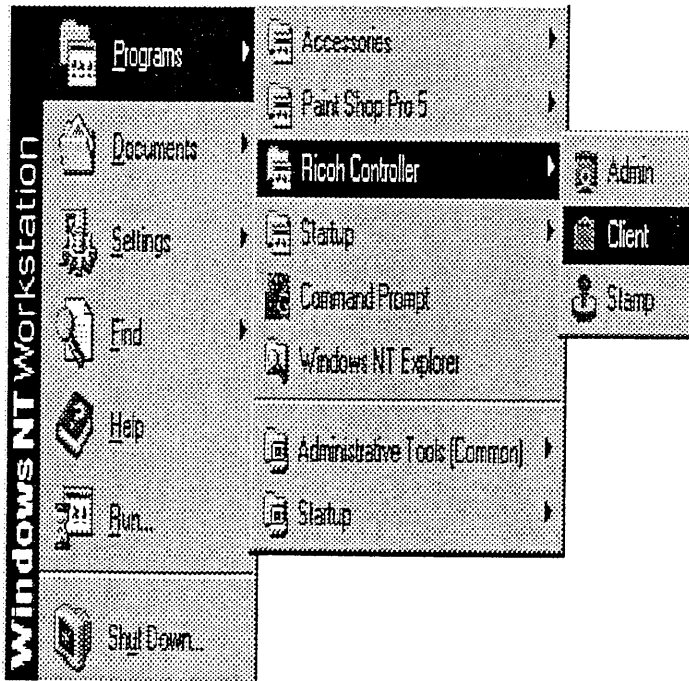 Windows NT Workstation
Programs
Documents
Settings
Find
Help
Run...
Shut Down...
Accessories
Paint Shop Pro 5
Ricoh Controller
Startup
Command Prompt
Windows NT Explorer
Administrative Tools (Common)
Startup
Admin
Client
Stamp